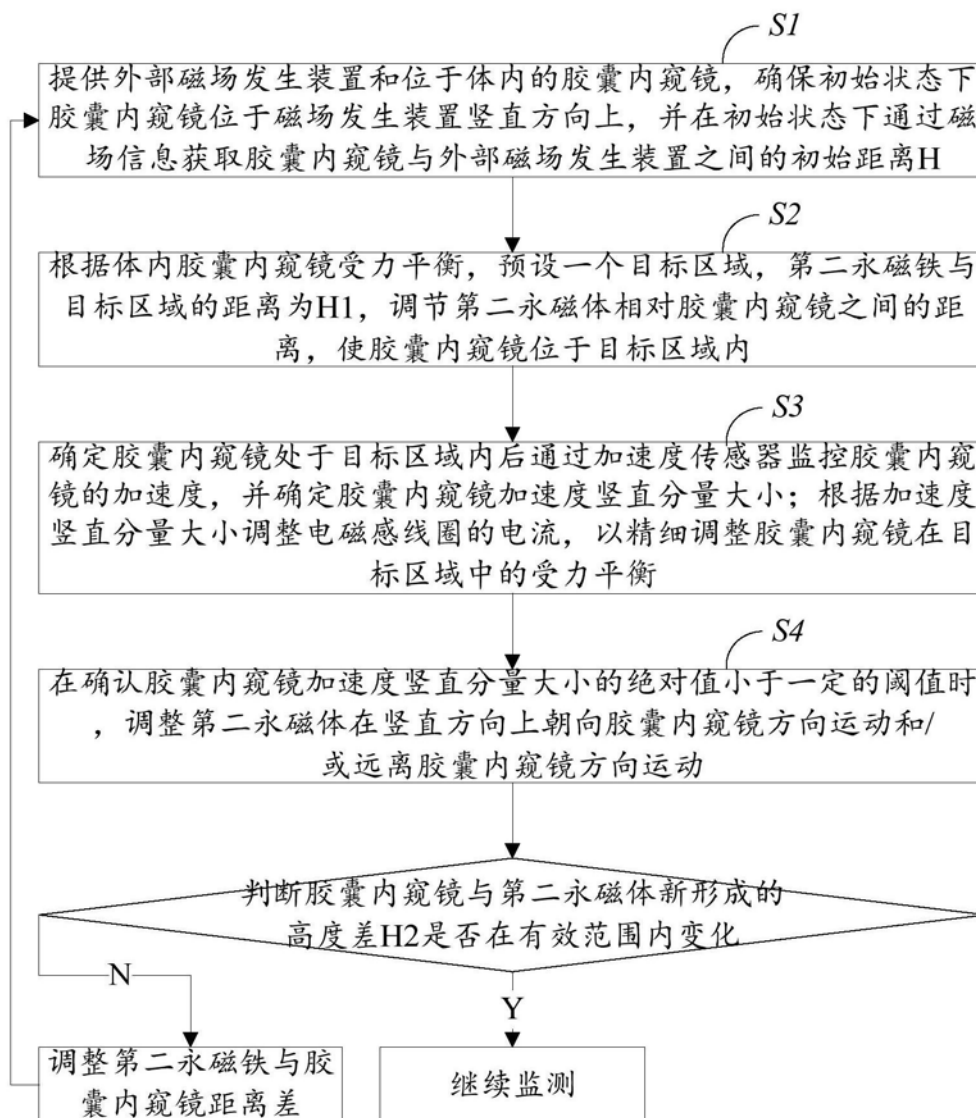 S1
提供外部磁场发生装置和位于体内的胶囊内窥镜，确保初始状态下
胶囊内窥镜位于磁场发生装置竖直方向上，并在初始状态下通过磁
场信息获取胶囊内窥镜与外部磁场发生装置之间的初始距离H
S2
根据体内胶囊内窥镜受力平衡，预设一个目标区域，第二永磁铁与
目标区域的距离为H1，调节第二永磁体相对胶囊内窥镜之间的距
离，使胶囊内窥镜位于目标区域内
S3
确定胶囊内窥镜处于目标区域内后通过加速度传感器监控胶囊内窥
镜的加速度，并确定胶囊内窥镜加速度竖直分量大小；根据加速度
竖直分量大小调整电磁感线圈的电流，以精细调整胶囊内窥镜在目
标区域中的受力平衡
S4
在确认胶囊内窥镜加速度竖直分量大小的绝对值小于一定的阈值时
，调整第二永磁体在竖直方向上朝向胶囊内窥镜方向运动和/
或远离胶囊内窥镜方向运动
判断胶囊内窥镜与第二永磁体新形成的
高度差H2是否在有效范围内变化
N
Y
调整第二永磁铁与胶
囊内窥镜距离差
继续监测